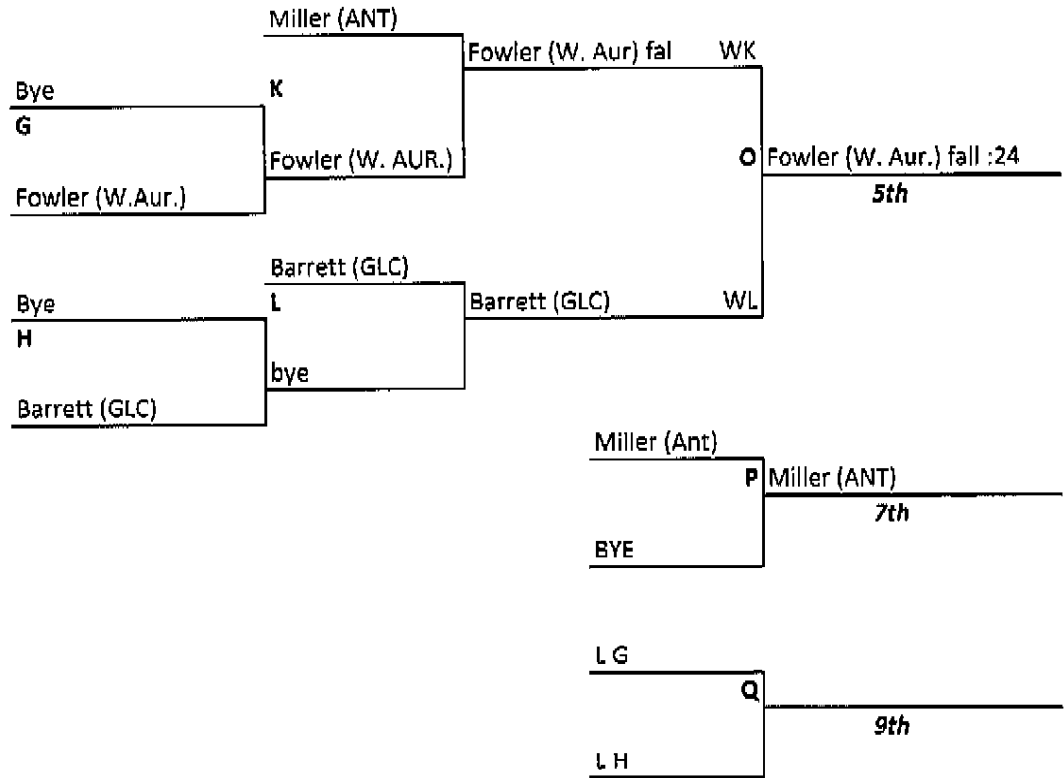 Miller (ANT)
Fowler (W. Aur) fal WK
Bye K
G
Fowler (W. AUR.) O Fowler (W. Aur.) fall :24
Fowler (W.Aur.) 5th
Barrett (GLC)
Bye L Barrett (GLC) WL
H
bye
Barrett (GLC)
Miller (Ant)
P Miller (ANT)
7th
BYE
L G
Q
9th
L H